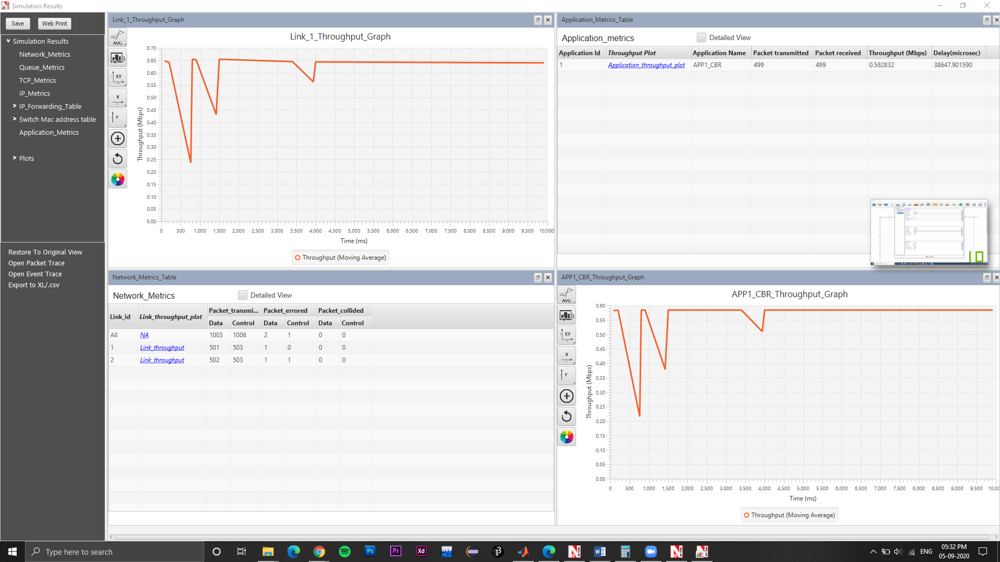 Simulation Results
Save
Web Print
Simulation Results
Network_Metrics
Queue_Metrics
TCP_Metrics
IP_Metrics
IP_Forwarding_Table
Switch Mac address table
Application_Metrics
Plots
Restore To Original View
Open Packet Trace
Open Event Trace
Export to XL/.csv
Link_1_Throughput_Graph
AVG
XY
X
Y
Link_1_Throughput_Graph
Throughput (Mbps)
0.70
0.65
0.60
0.55
0.50
0.45
0.40
0.35
0.30
0.25
0.20
0.15
0.10
0.05
0.00
0 500 1,000 1,500 2,000 2,500 3,000 3,500 4,000 4,500 5,000 5,500 6,000 6,500 7,000 7,500 8,000 8,500 9,000 9,500 10,000
Time (ms)
Throughput (Moving Average)
Application_Metrics_Table
Application_metrics
Detailed View
Application Id Throughput Plot Application Name Packet transmitted Packet received Throughput (Mbps) Delay(microsec)
1 Application_throughput_plot APP1_CBR 499 499 0.582832 38647.901590
10
Network_Metrics_Table
Network_Metrics
Detailed View
Link_id Link_throughput_plot Packet_transmi... Packet_errored Packet_collided
Data Control Data Control Data Control
All NA 1003 1006 2 1 0 0
1 Link_throughput 501 503 1 0 0 0
2 Link_throughput 502 503 1 1 0 0
APP1_CBR_Throughput_Graph
AVG
XY
X
Y
APP1_CBR_Throughput_Graph
Throughput (Mbps)
0.60
0.55
0.50
0.45
0.40
0.35
0.30
0.25
0.20
0.15
0.10
0.05
0.00
0 500 1,000 1,500 2,000 2,500 3,000 3,500 4,000 4,500 5,000 5,500 6,000 6,500 7,000 7,500 8,000 8,500 9,000 9,500 10,00
Time (ms)
Throughput (Moving Average)
Type here to search
Ps
Pr
Xd
DEV
ENG
05:32 PM
05-09-2020